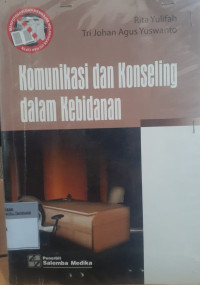 Rita Yulifah
Tri Johan Agus Yuswanto
Komunikasi dan Konseling
dalam Kebidanan
Penerbit
Salemba Medika